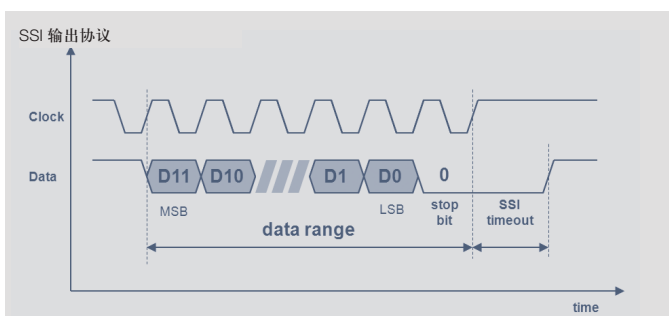 SSI 输出协议
Clock
Data
D11 D10 D1 D0 0
MSB
LSB
stop
bit
SSI
timeout
data range
time